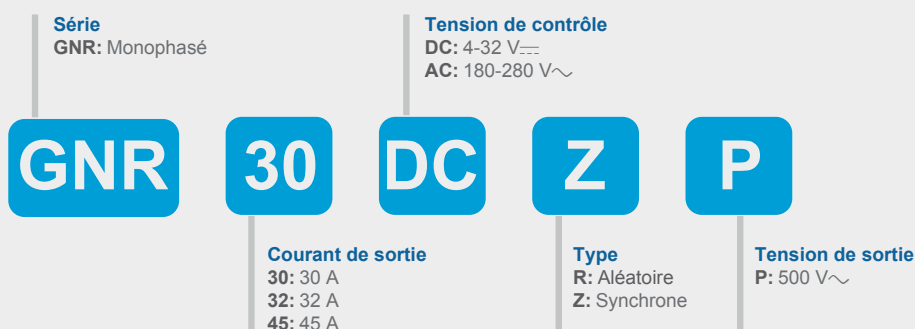 Série
GNR: Monophasé
Tension de contrôle
DC: 4-32 V⎓
AC: 180-280 V∿
GNR 30 DC Z P
Courant de sortie
30: 30 A
32: 32 A
45: 45 A
Type
R: Aléatoire
Z: Synchrone
Tension de sortie
P: 500 V∿